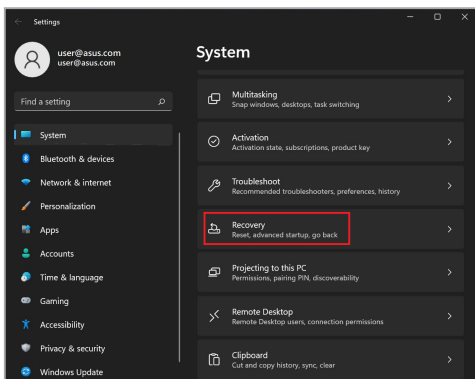 Settings
user@asus.com
user@asus.com
Find a setting
System
Bluetooth & devices
Network & internet
Personalization
Apps
Accounts
Time & language
Gaming
Accessibility
Privacy & security
Windows Update
System
Multitasking
Snap windows, desktops, task switching
Activation
Activation state, subscriptions, product key
Troubleshoot
Recommended troubleshooters, preferences, history
Recovery
Reset, advanced startup, go back
Projecting to this PC
Permissions, pairing PIN, discoverability
Remote Desktop
Remote Desktop users, connection permissions
Clipboard
Cut and copy history, sync, clear